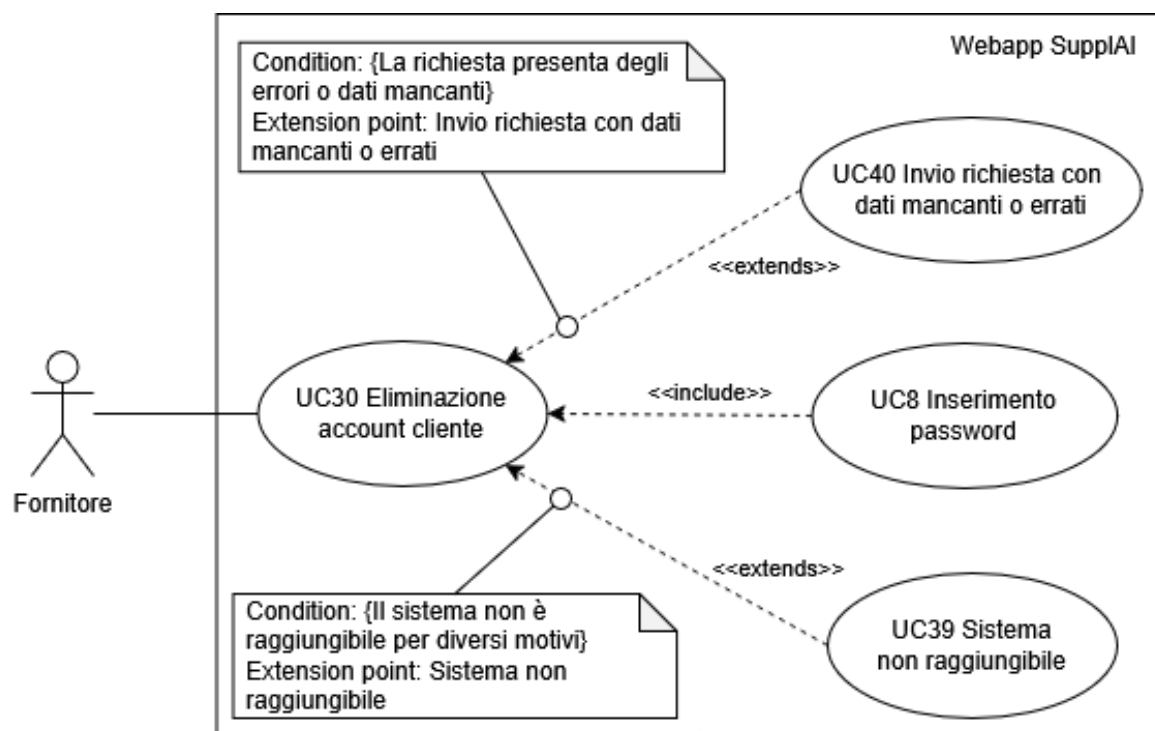 Webapp SupplAI
Condition: {La richiesta presenta degli
errori o dati mancanti}
Extension point: Invio richiesta con dati
mancanti o errati
UC40 Invio richiesta con
dati mancanti o errati
<<extends>>
UC30 Eliminazione
account cliente
<<include>>
UC8 Inserimento
password
Fornitore
<<extends>>
Condition: {Il sistema non è
raggiungibile per diversi motivi}
Extension point: Sistema non
raggiungibile
UC39 Sistema
non raggiungibile